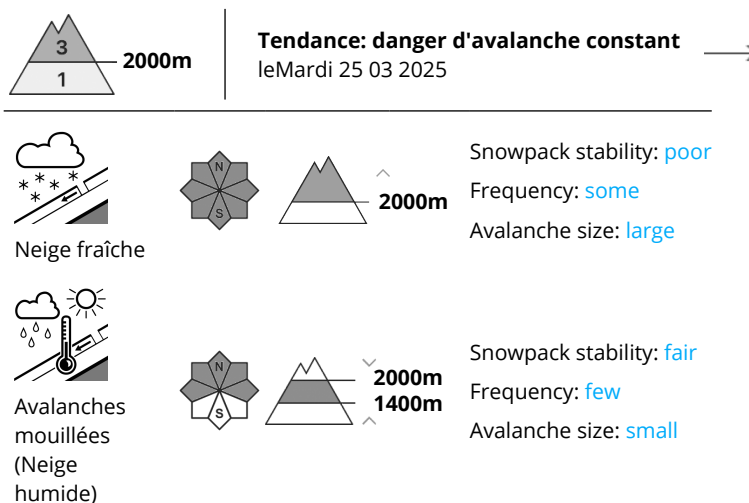 3
2000m
1
Tendance: danger d'avalanche constant
leMardi 25 03 2025
N
S
2000m
Snowpack stability: poor
Frequency: some
Avalanche size: large
Neige fraîche
N
S
2000m
1400m
Snowpack stability: fair
Frequency: few
Avalanche size: small
Avalanches
mouillées
(Neige
humide)